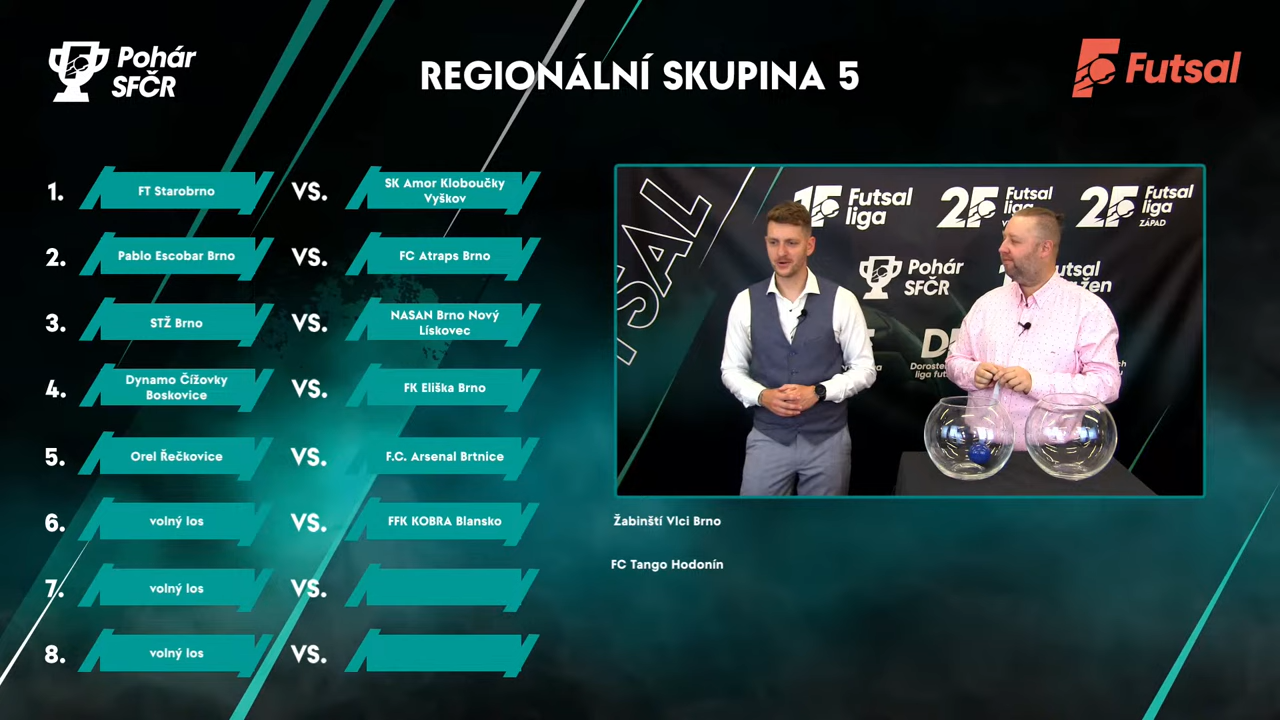 Pohár
SFČR
REGIONÁLNÍ SKUPINA 5
Futsal
1.
FT Starobrno
VS.
SK Amor Kloboučky
Vyškov
2.
Pablo Escobar Brno
VS.
FC Atraps Brno
3.
STŽ Brno
VS.
NASAN Brno Nový
Lískovec
4.
Dynamo Čížovky
Boskovice
VS.
FK Eliška Brno
5.
Orel Řečkovice
VS.
F.C. Arsenal Brtnice
6.
volný los
VS.
FFK KOBRA Blansko
7.
volný los
VS.
8.
volný los
VS.
Futsal
liga
2F Futsal
liga
2F Futsal
liga
ZÁPAD
Pohár
SFČR
Žabinští Vlci Brno
FC Tango Hodonín